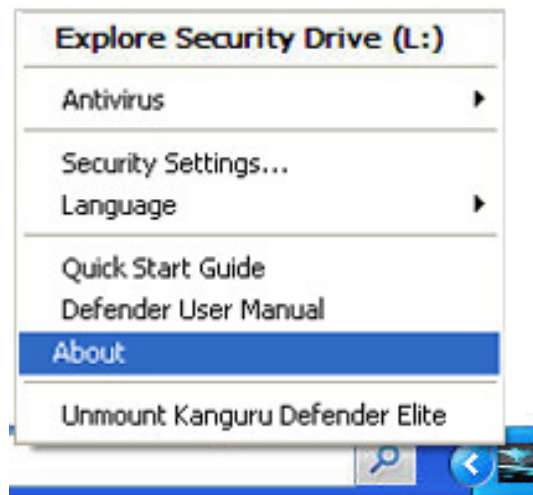 Explore Security Drive (L:)
Antivirus
Security Settings...
Language
Quick Start Guide
Defender User Manual
About
Unmount Kanguru Defender Elite